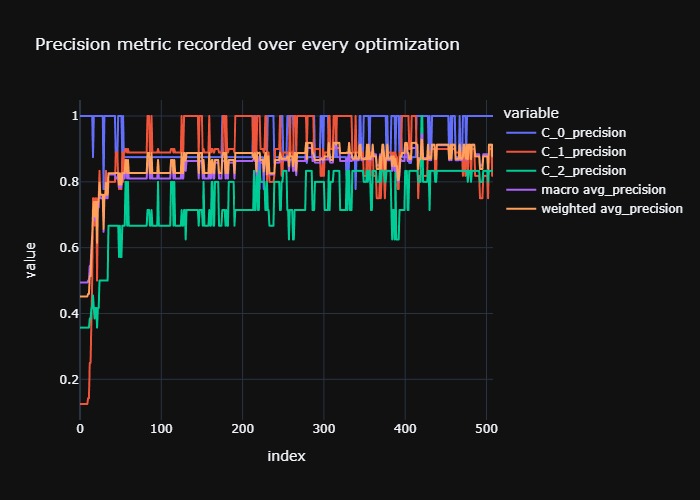 Precision metric recorded over every optimization
variable
C_0_precision
C_1_precision
C_2_precision
macro avg_precision
weighted avg_precision
value
1
0.8
0.6
0.4
0.2
0
100
200
300
400
500
index